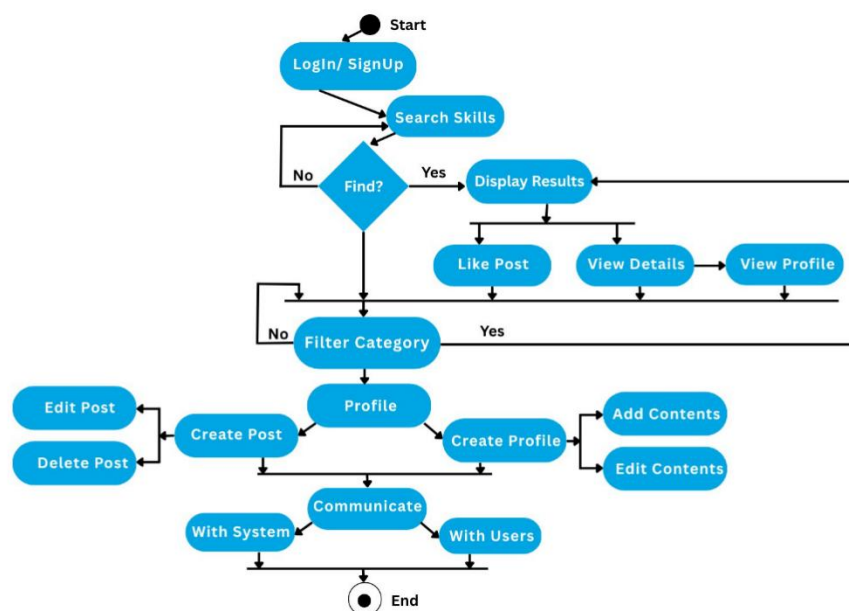 Start
LogIn/ SignUp
Search Skills
No
Find?
Yes
Display Results
Like Post
View Details
View Profile
No
Filter Category
Yes
Edit Post
Profile
Add Contents
Create Post
Create Profile
Delete Post
Edit Contents
Communicate
With System
With Users
End